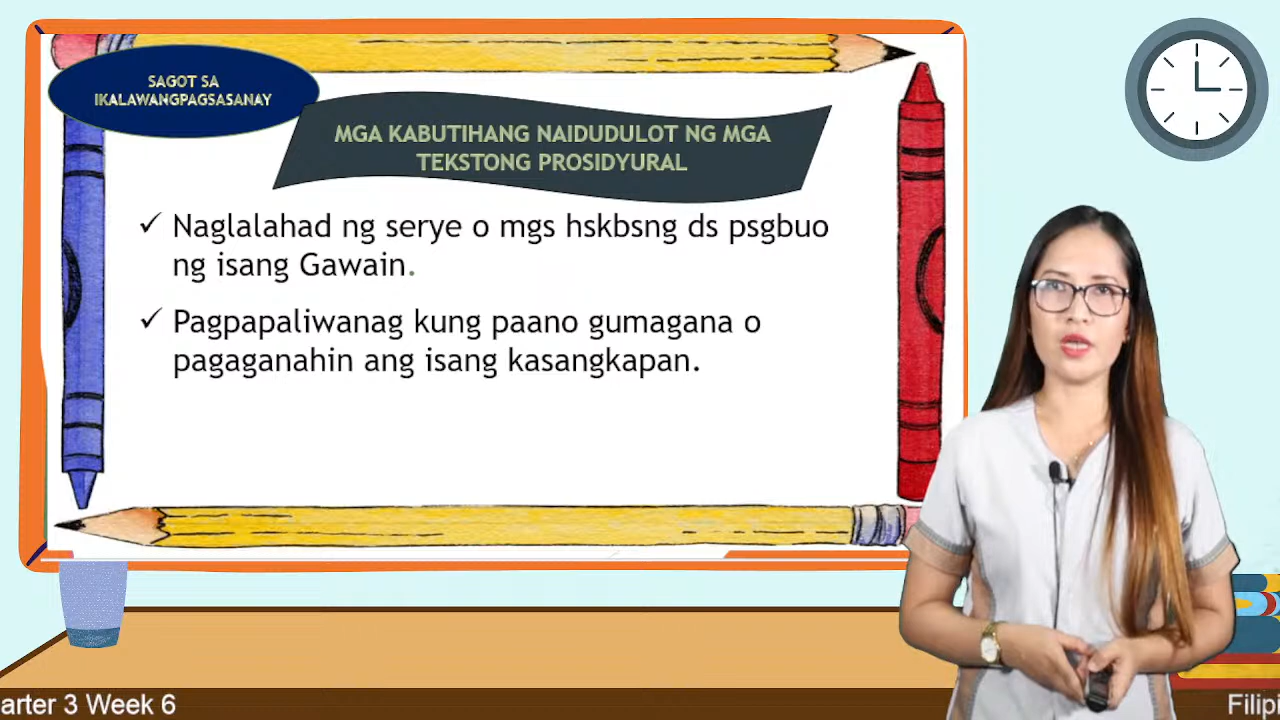 SAGOT SA
IKALAWANGPAGSASANAY
MGA KABUTIHANG NAIDUDULOT NG MGA
TEKSTONG PROSIDYURAL
Naglalahad ng serye o mgs hskbsng ds psgbuo
ng isang Gawain.
Pagpapaliwanag kung paano gumagana o
pagaganahin ang isang kasangkapan.
arter 3 Week 6
Filipi